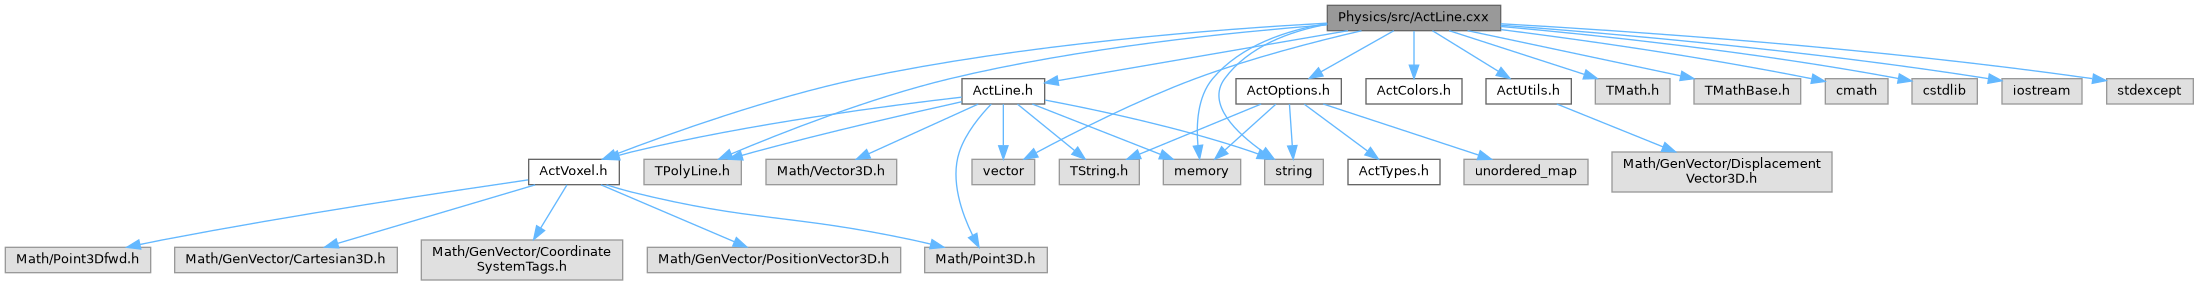 Physics/src/ActLine.cxx
ActLine.h
ActOptions.h
ActColors.h
ActUtils.h
TMath.h
TMathBase.h
cmath
cstdlib
iostream
stdexcept
ActVoxel.h
TPolyLine.h
Math/Vector3D.h
vector
TString.h
memory
string
ActTypes.h
unordered_map
Math/GenVector/Displacement
Vector3D.h
Math/Point3Dfwd.h
Math/GenVector/Cartesian3D.h
Math/GenVector/Coordinate
SystemTags.h
Math/GenVector/PositionVector3D.h
Math/Point3D.h